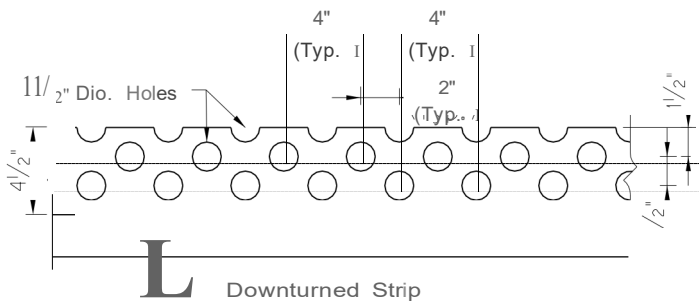 4" 4"
(Typ. I (Typ. I
11/2" Dio. Holes
2"
(Typ. I
1½"
4½"
/2"
L Downturned Strip